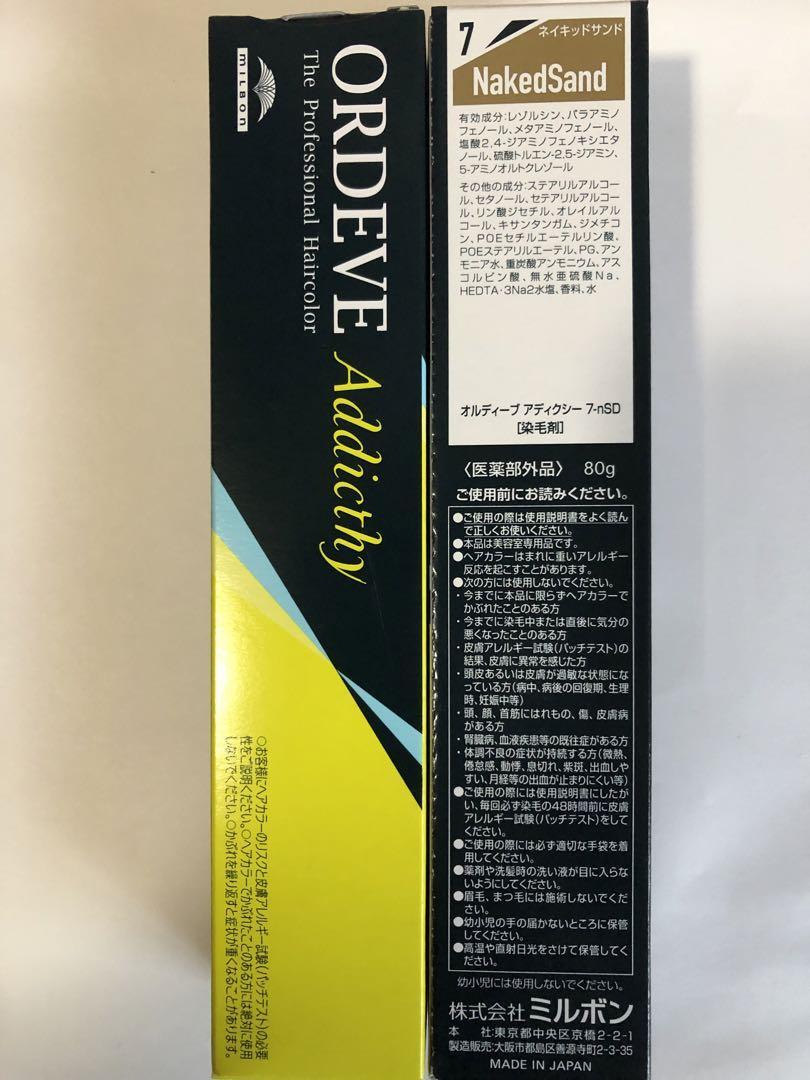 MILBON
ORDEVE Addicthy
The Professional Haircolor
○お客様にヘアカラーのリスクと皮膚アレルギー試験(パッチテスト)の必要
性をご説明ください。○ヘアカラーでかぶれたことのある方には絶対に使用
しないでください。○かぶれを繰り返すと症状が重くなることがあります。
7
ネイキッドサンド
NakedSand
有効成分:レゾルシン、パラアミノ
フェノール、メタアミノフェノール、
塩酸2,4-ジアミノフェノキシエタ
ノール、硫酸トルエン-2,5-ジアミン、
5-アミノオルトクレゾール
その他の成分:ステアリルアルコー
ル、セタノール、セテアリルアルコー
ル、リン酸ジセチル、オレイルアル
コール、キサンタンガム、ジメチコ
ン、POEセチルエーテルリン酸、
POEステアリルエーテル、PG、アン
モニア水、重炭酸アンモニウム、アス
コルビン酸、無水亜硫酸Na、
HEDTA・3Na2水塩、香料、水
オルディーブ アディクシー 7-nSD
[染毛剤]
〈医薬部外品〉 80g
ご使用前にお読みください。
●ご使用の際は使用説明書をよく読ん
で正しくお使いください。
●本品は美容室専用品です。
●ヘアカラーはまれに重いアレルギー
反応を起こすことがあります。
●次の方には使用しないでください。
・今までに本品に限らずヘアカラーで
かぶれたことのある方
・今までに染毛中または直後に気分の
悪くなったことのある方
・皮膚アレルギー試験(パッチテスト)の
結果、皮膚に異常を感じた方
・頭皮あるいは皮膚が過敏な状態にな
っている方(病中、病後の回復期、生理
時、妊娠中等)
・頭、顔、首筋にはれもの、傷、皮膚病
がある方
・腎臓病、血液疾患等の既往症がある方
・体調不良の症状が持続する方(微熱、
倦怠感、動悸、息切れ、紫斑、出血しや
すい、月経等の出血が止まりにくい等)
●ご使用の際には使用説明書にしたが
い、毎回必ず染毛の48時間前に皮膚
アレルギー試験(パッチテスト)をして
ください。
●ご使用の際には必ず適切な手袋を着
用してください。
●薬剤や洗髪時の洗い液が目に入らな
いようにしてください。
●眉毛、まつ毛には施術しないでくだ
さい。
●幼小児の手の届かないところに保管
してください。
●高温や直射日光をさけて保管してく
ださい。
幼小児には使用しないでください。
株式会社ミルボン
本 社:東京都中央区京橋2-2-1
製造販売:大阪市都島区善源寺町2-3-35
MADE IN JAPAN